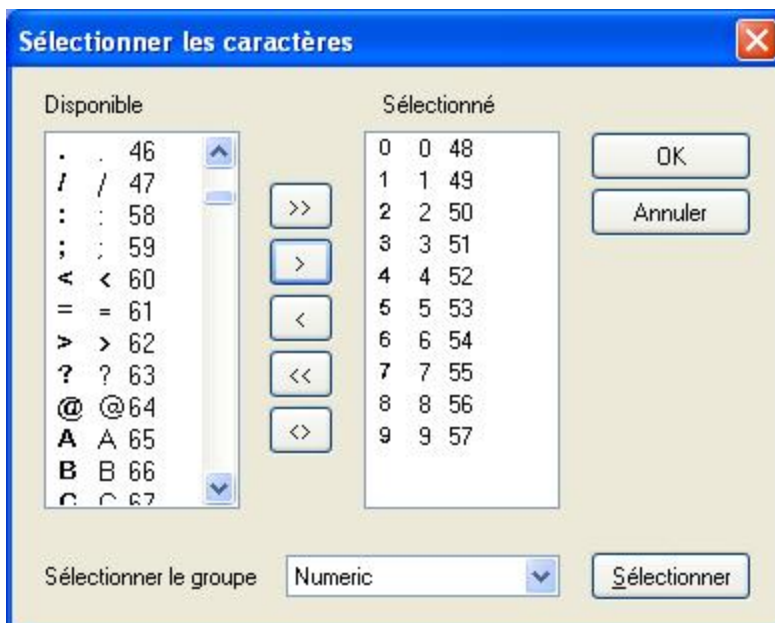 Sélectionner les caractères
Disponible
. . 46
/ / 47
: : 58
; ; 59
< < 60
= = 61
> > 62
? ? 63
@ @ 64
A A 65
B B 66
C C 67
>>
>
<
<<
<>
Sélectionné
0 0 48
1 1 49
2 2 50
3 3 51
4 4 52
5 5 53
6 6 54
7 7 55
8 8 56
9 9 57
OK
Annuler
Sélectionner le groupe
Numeric
Sélectionner